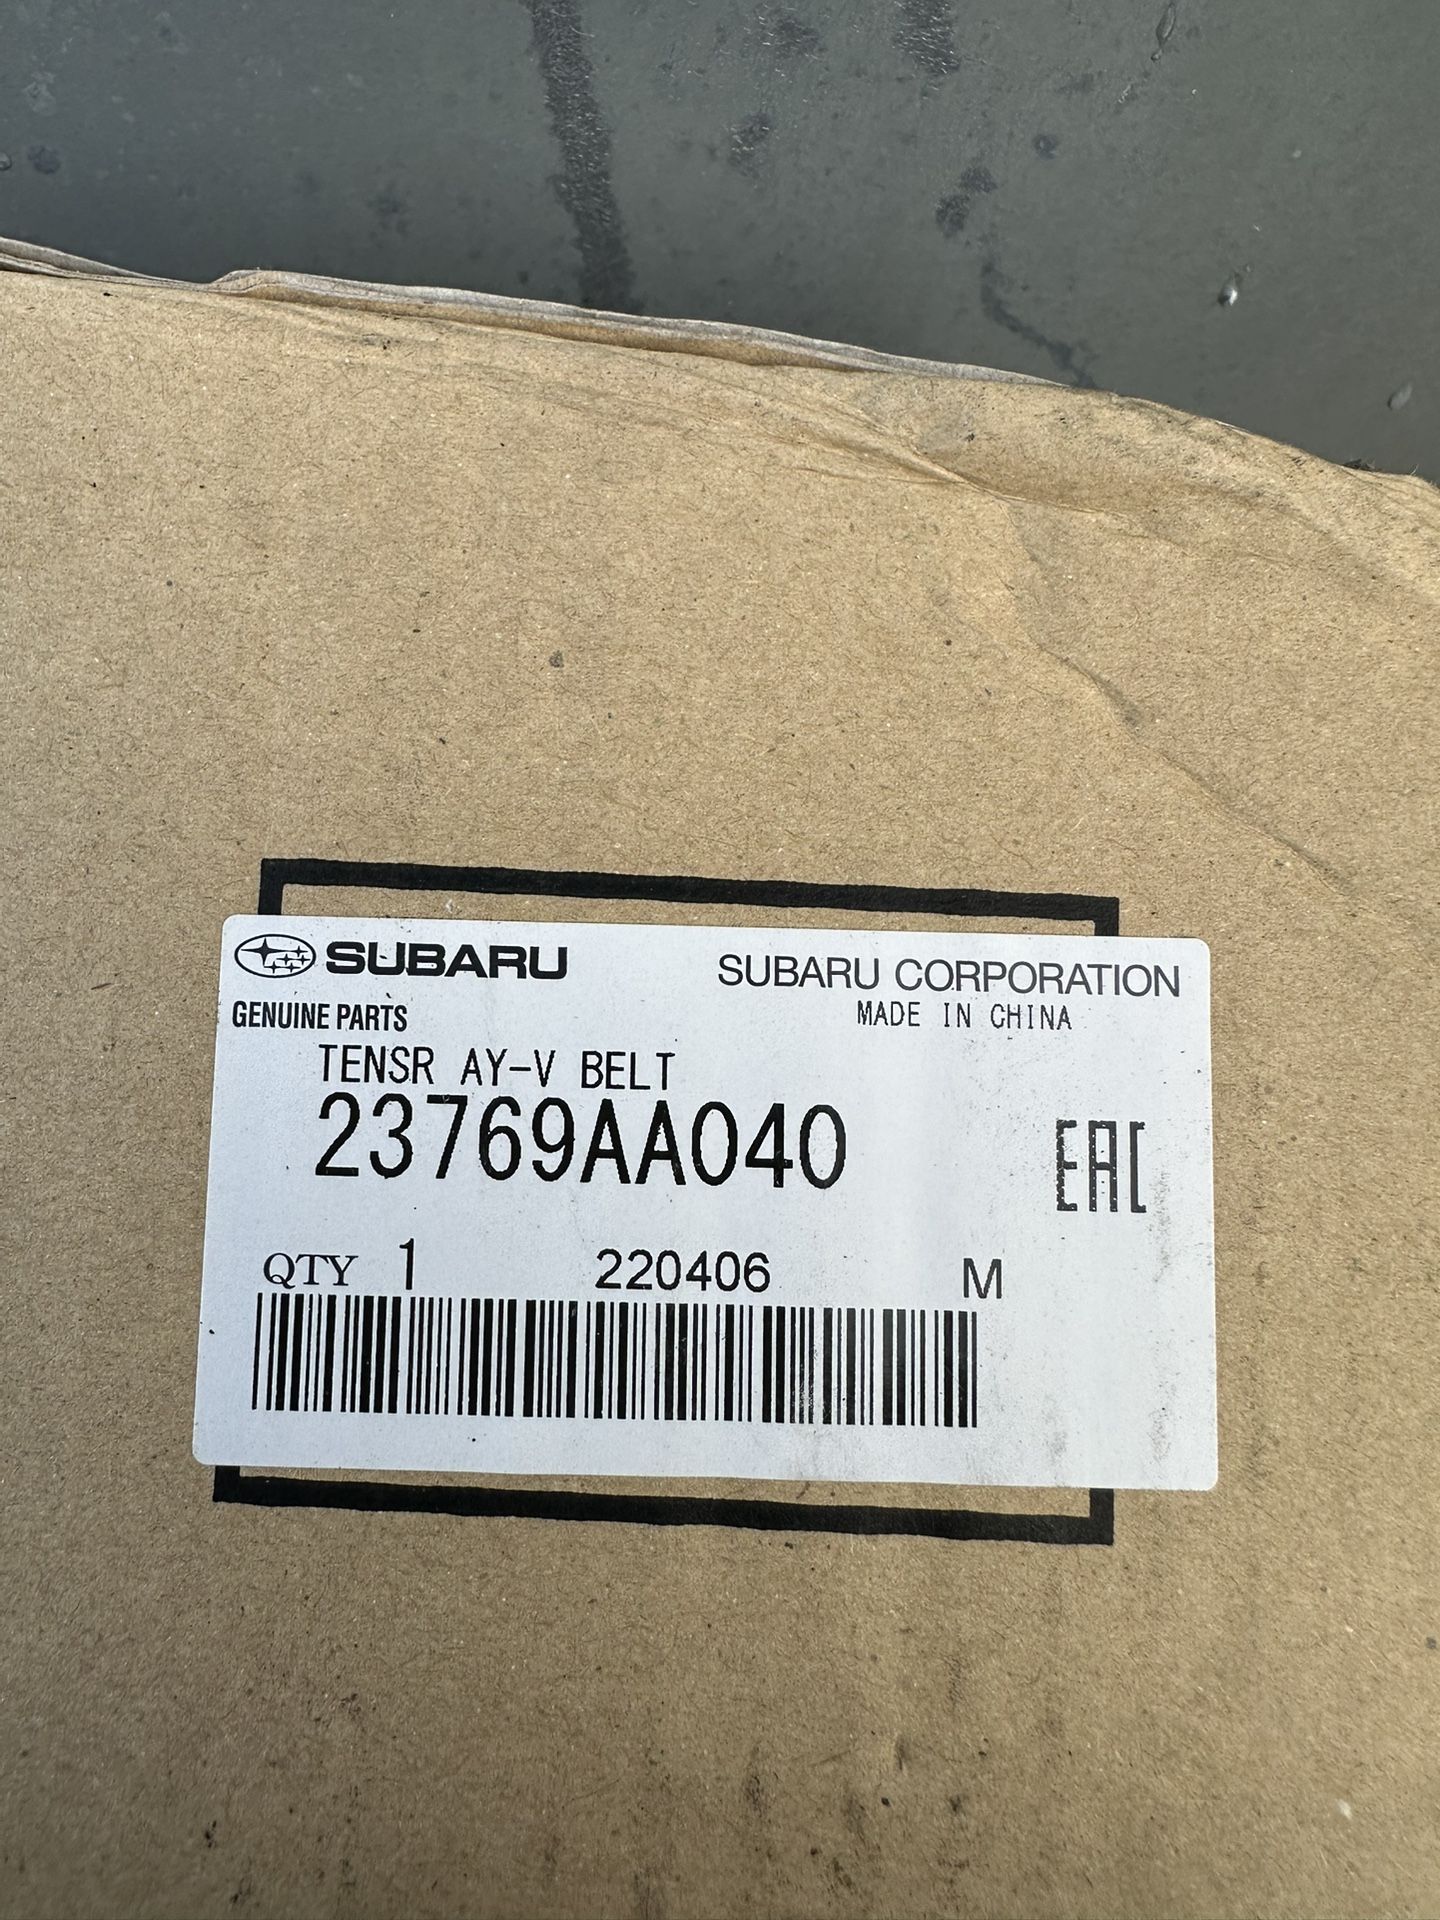 SUBARU
SUBARU CORPORATION
GENUINE PARTS
MADE IN CHINA
TENSR AY-V BELT
23769AA040
EAC
QTY 1 220406 M